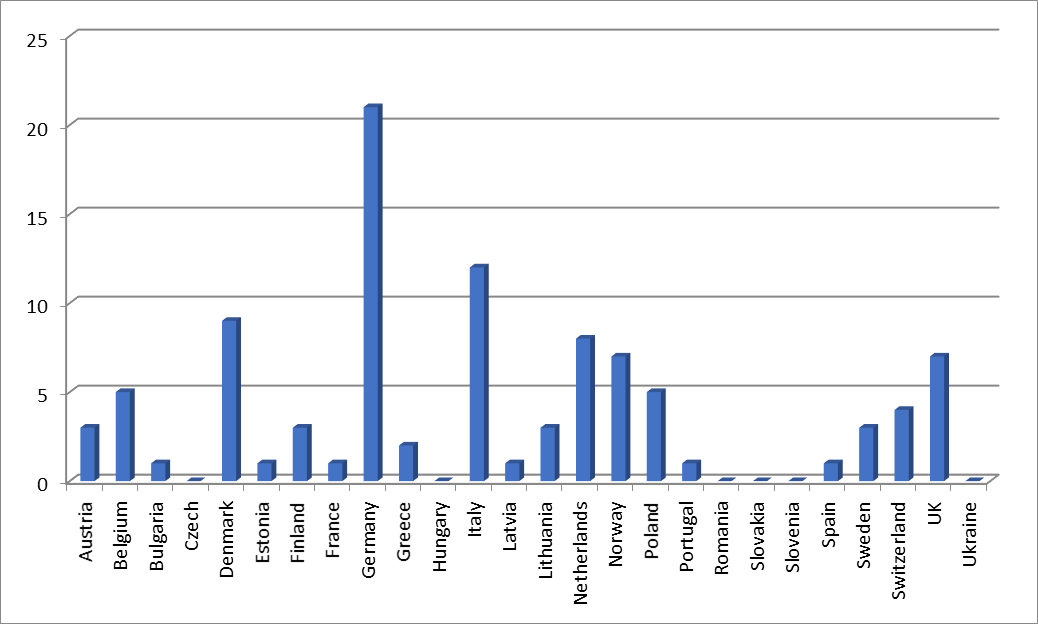 25
20
15
10
5
0
Austria
Belgium
Bulgaria
Czech
Denmark
Estonia
Finland
France
Germany
Greece
Hungary
Italy
Latvia
Lithuania
Netherlands
Norway
Poland
Portugal
Romania
Slovakia
Slovenia
Spain
Sweden
Switzerland
UK
Ukraine